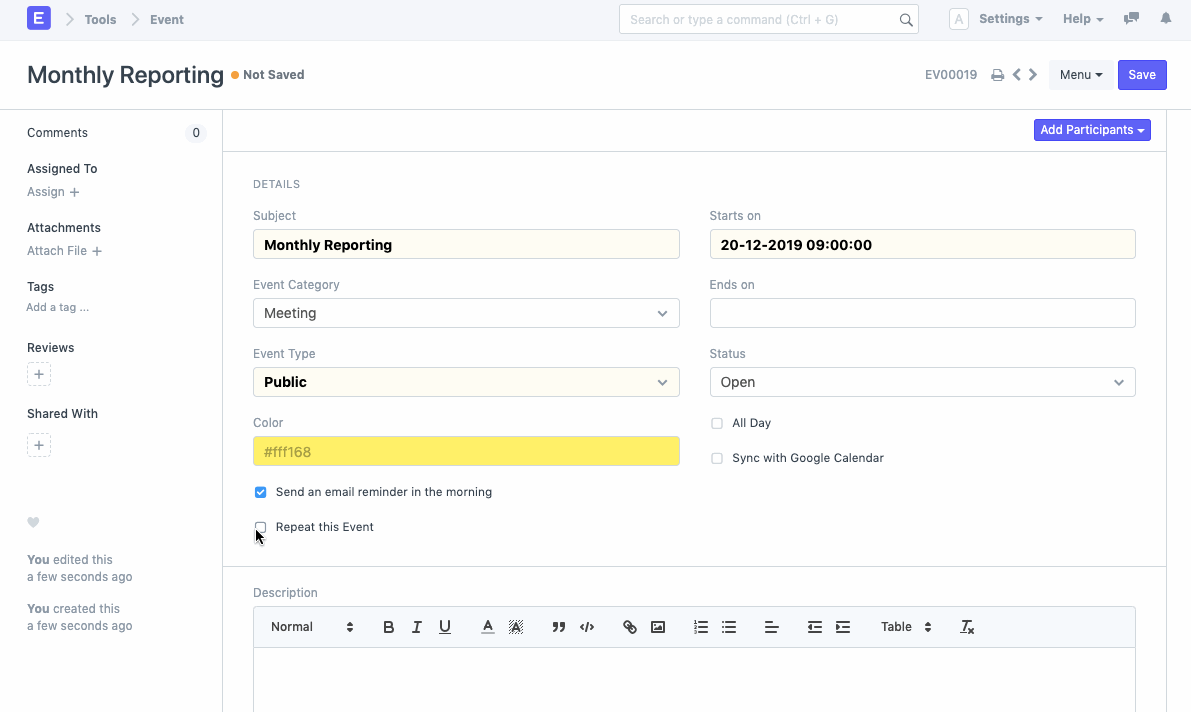 E Tools Event Search or type a command (Ctrl + G) A Settings Help
Monthly Reporting Not Saved EV00019 Menu Save
Comments 0
Add Participants
Assigned To
Assign +
Attachments
Attach File +
Tags
Add a tag ...
Reviews
+
Shared With
+
You edited this
a few seconds ago
You created this
a few seconds ago
DETAILS
Subject
Monthly Reporting
Event Category
Meeting
Event Type
Public
Color
#fff168
Send an email reminder in the morning
Repeat this Event
Starts on
20-12-2019 09:00:00
Ends on
Status
Open
All Day
Sync with Google Calendar
Description
Normal B I U A A Table Tx